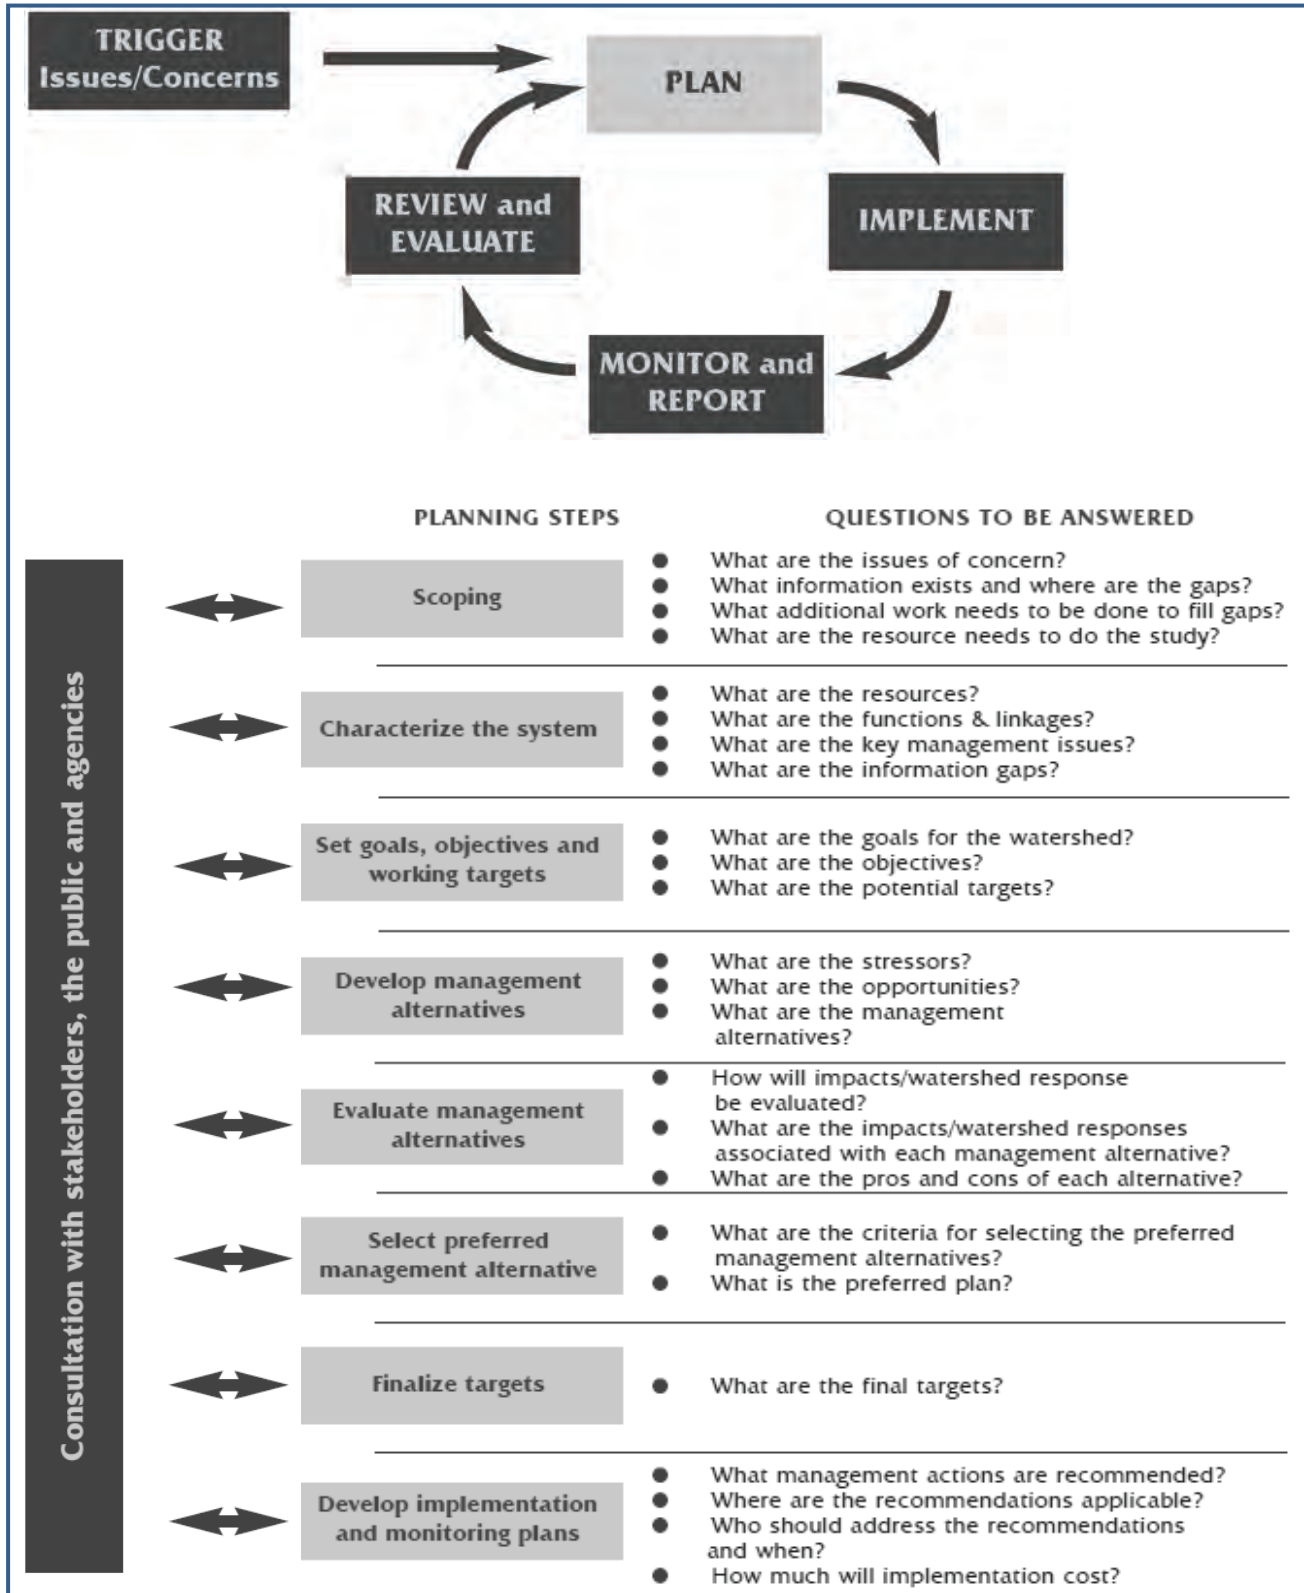 TRIGGER
Issues/Concerns
PLAN
REVIEW and
EVALUATE
IMPLEMENT
MONITOR and
REPORT
PLANNING STEPS
QUESTIONS TO BE ANSWERED
Consultation with stakeholders, the public and agencies
Scoping
● What are the issues of concern?
● What information exists and where are the gaps?
● What additional work needs to be done to fill gaps?
● What are the resource needs to do the study?
Characterize the system
● What are the resources?
● What are the functions & linkages?
● What are the key management issues?
● What are the information gaps?
Set goals, objectives and
working targets
● What are the goals for the watershed?
● What are the objectives?
● What are the potential targets?
Develop management
alternatives
● What are the stressors?
● What are the opportunities?
● What are the management
alternatives?
Evaluate management
alternatives
● How will impacts/watershed response
be evaluated?
● What are the impacts/watershed responses
associated with each management alternative?
● What are the pros and cons of each alternative?
Select preferred
management alternative
● What are the criteria for selecting the preferred
management alternatives?
● What is the preferred plan?
Finalize targets
● What are the final targets?
Develop implementation
and monitoring plans
● What management actions are recommended?
● Where are the recommendations applicable?
● Who should address the recommendations
and when?
● How much will implementation cost?